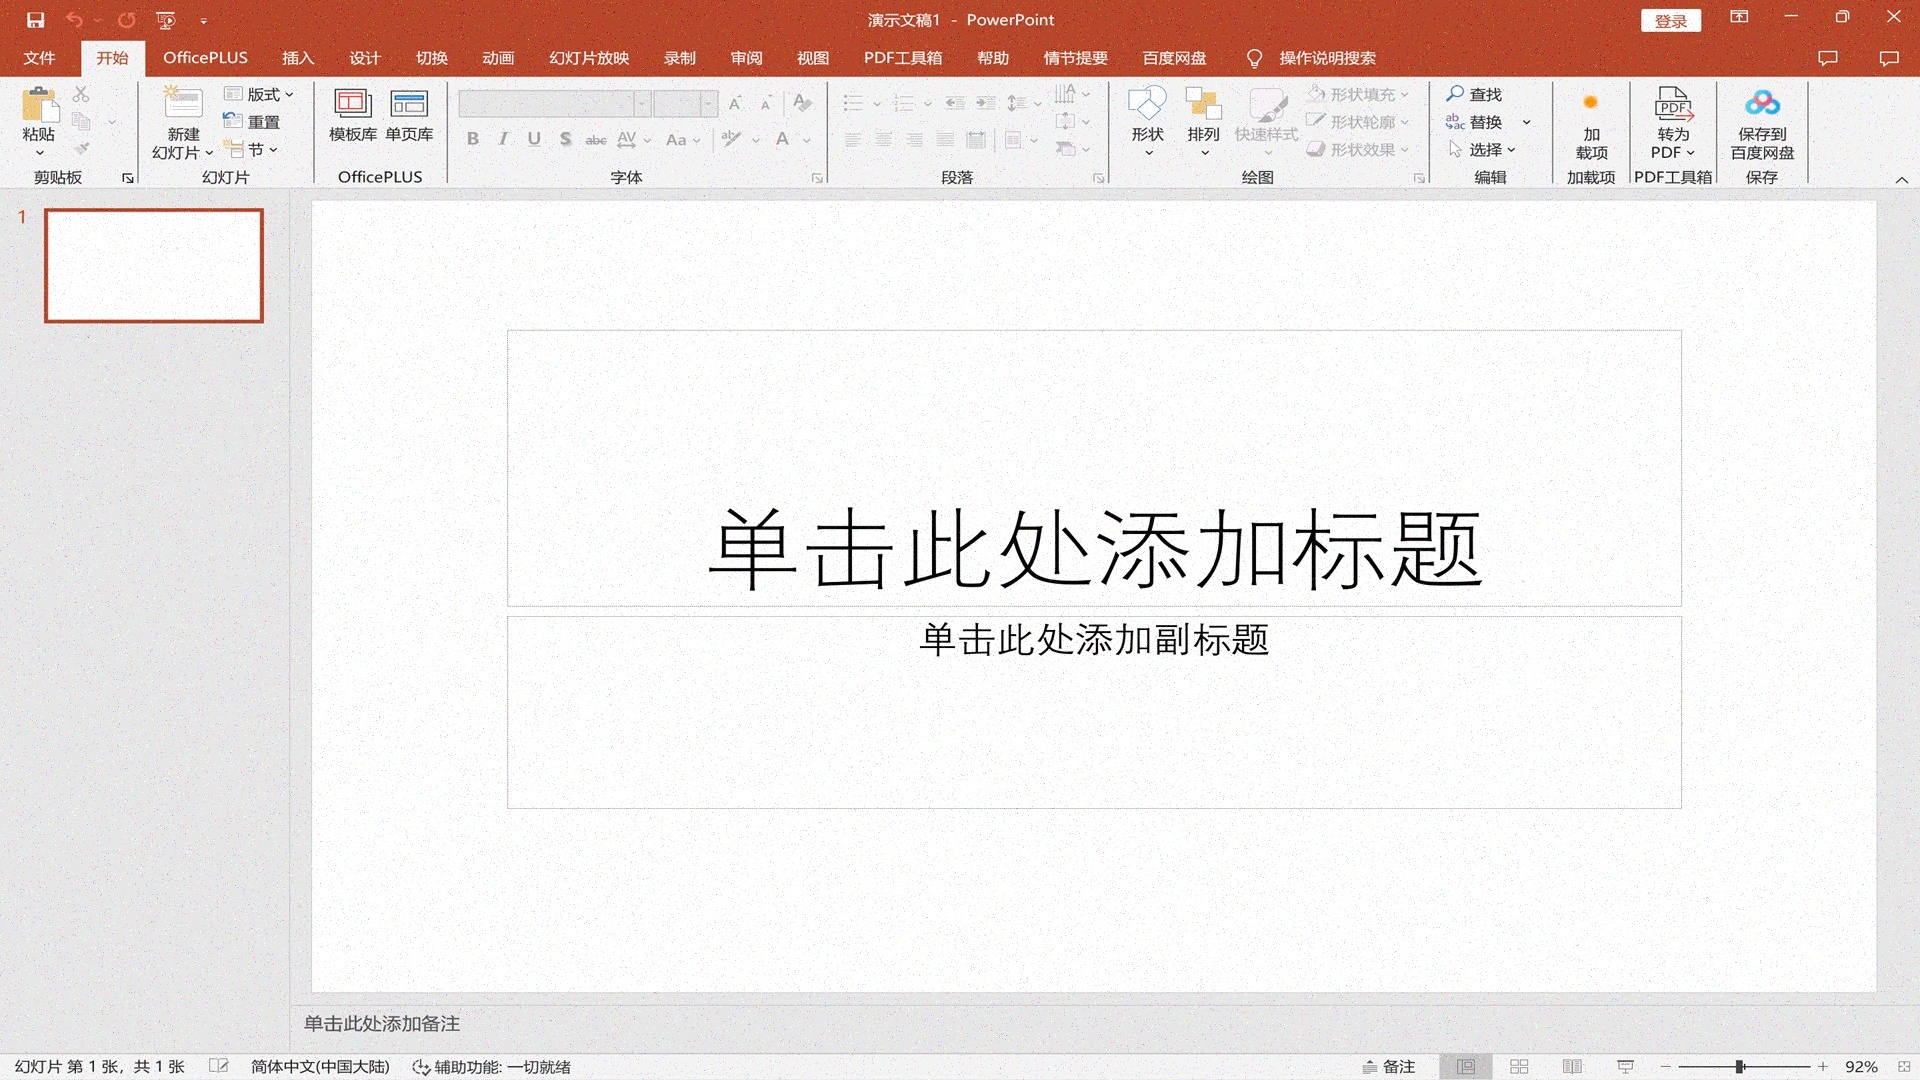 演示文稿1 - PowerPoint
登录
文件 开始 OfficePLUS 插入 设计 切换 动画 幻灯片放映 录制 审阅 视图 PDF工具箱 帮助 情节提要 百度网盘 操作说明搜索
粘贴
剪贴板
新建
幻灯片
版式
重置
节
幻灯片
模板库 单页库
OfficePLUS
B I U S abc AV Aa A
字体
段落
形状 排列 快速样式
形状填充
形状轮廓
形状效果
绘图
查找
替换
选择
编辑
加
载项
加载项
转为
PDF
PDF工具箱
保存到
百度网盘
保存
1
单击此处添加标题
单击此处添加副标题
单击此处添加备注
幻灯片 第 1 张，共 1 张 简体中文(中国大陆) 辅助功能: 一切就绪 备注 92%